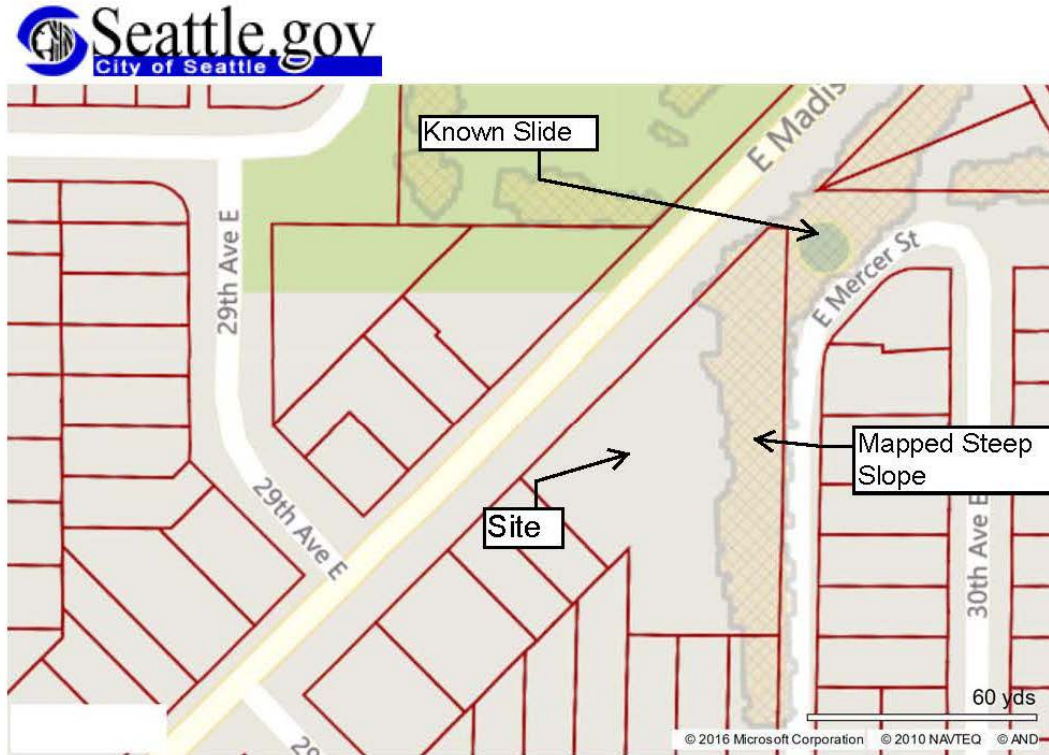 Seattle.gov
City of Seattle
Known Slide
E Madis
29th Ave E
E Mercer St
Mapped Steep
Slope
Site
29th Ave E
30th Ave E
60 yds
29
© 2016 Microsoft Corporation © 2010 NAVTEQ © AND